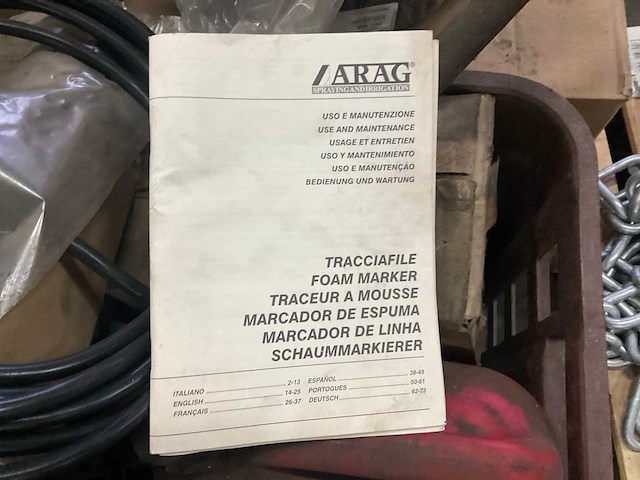 ARAG®
SPRAYING AND IRRIGATION
USO E MANUTENZIONE
USE AND MAINTENANCE
USAGE ET ENTRETIEN
USO Y MANTENIMIENTO
USO E MANUTENÇÃO
BEDIENUNG UND WARTUNG
TRACCIAFILE
FOAM MARKER
TRACEUR A MOUSSE
MARCADOR DE ESPUMA
MARCADOR DE LINHA
SCHAUMMARKIERER
ITALIANO 2-13
ENGLISH 14-25
FRANÇAIS 26-37
ESPAÑOL 38-49
PORTOGUES 50-61
DEUTSCH 62-73